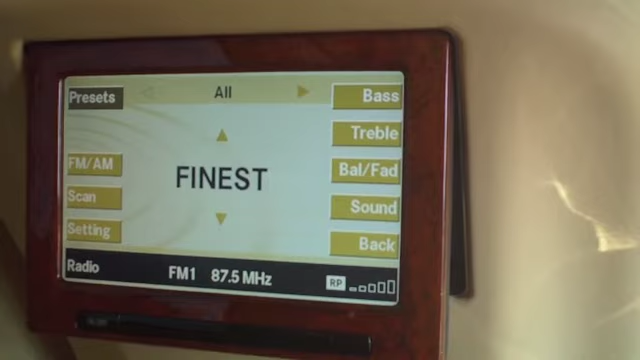 Presets
All
Bass
Treble
FM/AM
Bal/Fad
FINEST
Scan
Sound
Setting
Back
Radio FM1 87.5 MHz RP